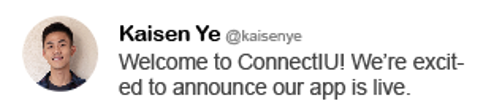 Kaisen Ye @kaisenye
Welcome to ConnectIU! We’re excit-
ed to announce our app is live.